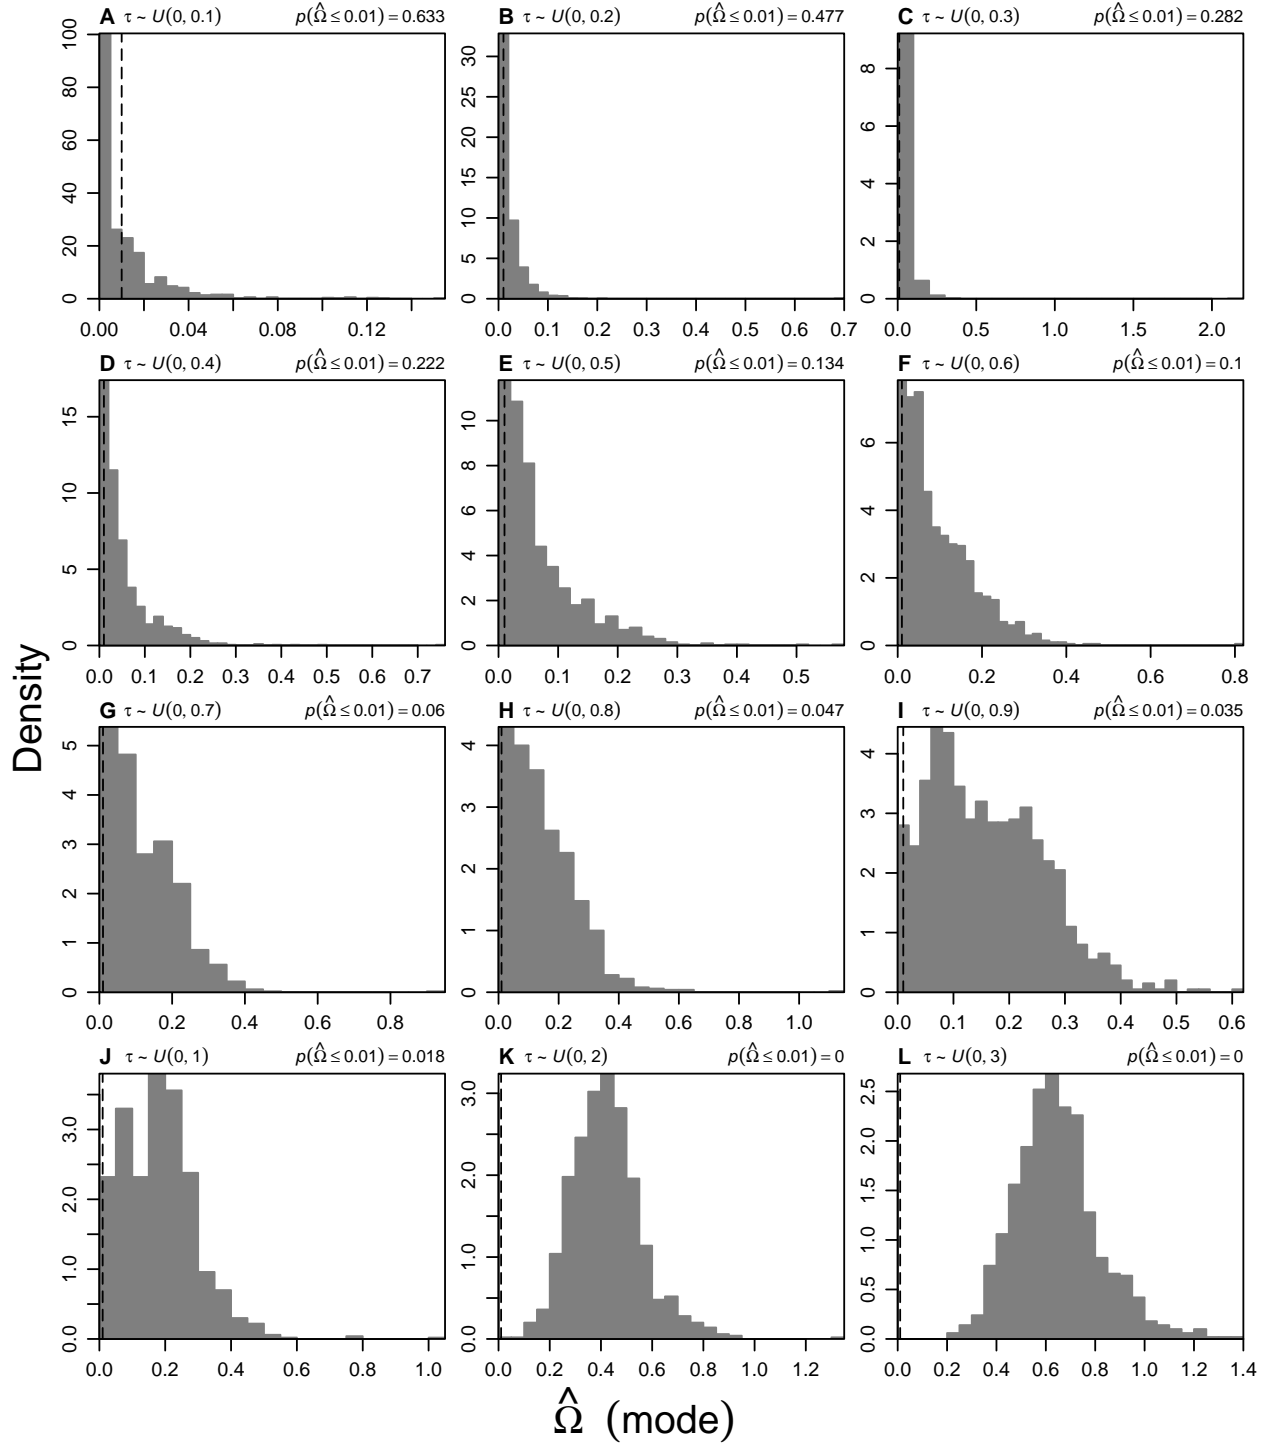 A τ ~ U(0, 0.1) p(Ω̂ ≤ 0.01) = 0.633
B τ ~ U(0, 0.2) p(Ω̂ ≤ 0.01) = 0.477
C τ ~ U(0, 0.3) p(Ω̂ ≤ 0.01) = 0.282
0 20 40 60 80 100
0.00 0.04 0.08 0.12
0 5 10 15 20 25 30
0.0 0.1 0.2 0.3 0.4 0.5 0.6 0.7
0 2 4 6 8
0.0 0.5 1.0 1.5 2.0
D τ ~ U(0, 0.4) p(Ω̂ ≤ 0.01) = 0.222
E τ ~ U(0, 0.5) p(Ω̂ ≤ 0.01) = 0.134
F τ ~ U(0, 0.6) p(Ω̂ ≤ 0.01) = 0.1
0 5 10 15
0.0 0.1 0.2 0.3 0.4 0.5 0.6 0.7
0 2 4 6 8 10
0.0 0.1 0.2 0.3 0.4 0.5
0 2 4 6
0.0 0.2 0.4 0.6 0.8
Density
G τ ~ U(0, 0.7) p(Ω̂ ≤ 0.01) = 0.06
H τ ~ U(0, 0.8) p(Ω̂ ≤ 0.01) = 0.047
I τ ~ U(0, 0.9) p(Ω̂ ≤ 0.01) = 0.035
0 1 2 3 4 5
0.0 0.2 0.4 0.6 0.8
0 1 2 3 4
0.0 0.2 0.4 0.6 0.8 1.0
0 1 2 3 4
0.0 0.1 0.2 0.3 0.4 0.5 0.6
J τ ~ U(0, 1) p(Ω̂ ≤ 0.01) = 0.018
K τ ~ U(0, 2) p(Ω̂ ≤ 0.01) = 0
L τ ~ U(0, 3) p(Ω̂ ≤ 0.01) = 0
0.0 1.0 2.0 3.0
0.0 0.2 0.4 0.6 0.8 1.0
0.0 1.0 2.0 3.0
0.0 0.2 0.4 0.6 0.8 1.0 1.2
0.0 0.5 1.0 1.5 2.0 2.5
0.0 0.2 0.4 0.6 0.8 1.0 1.2 1.4
Ω̂ (mode)